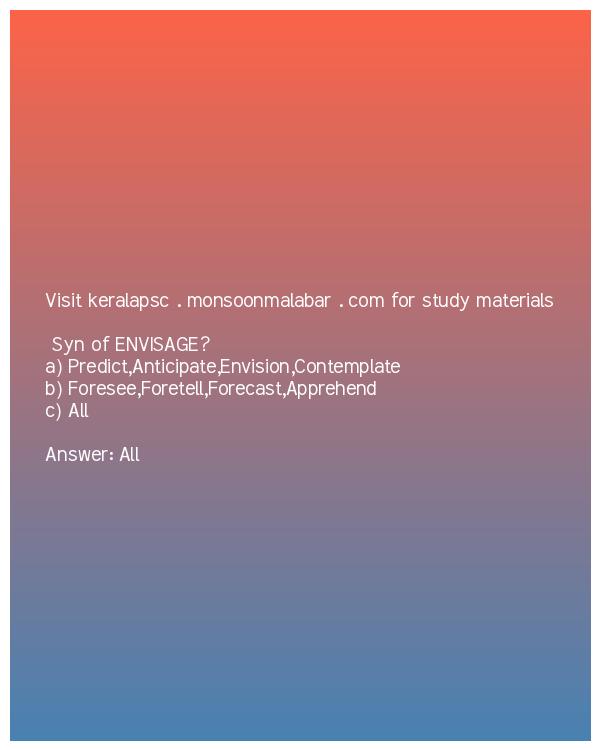 Visit keralapsc . monsoonmalabar . com for study materials
Syn of ENVISAGE?
a) Predict,Anticipate,Envision,Contemplate
b) Foresee,Foretell,Forecast,Apprehend
c) All
Answer: All